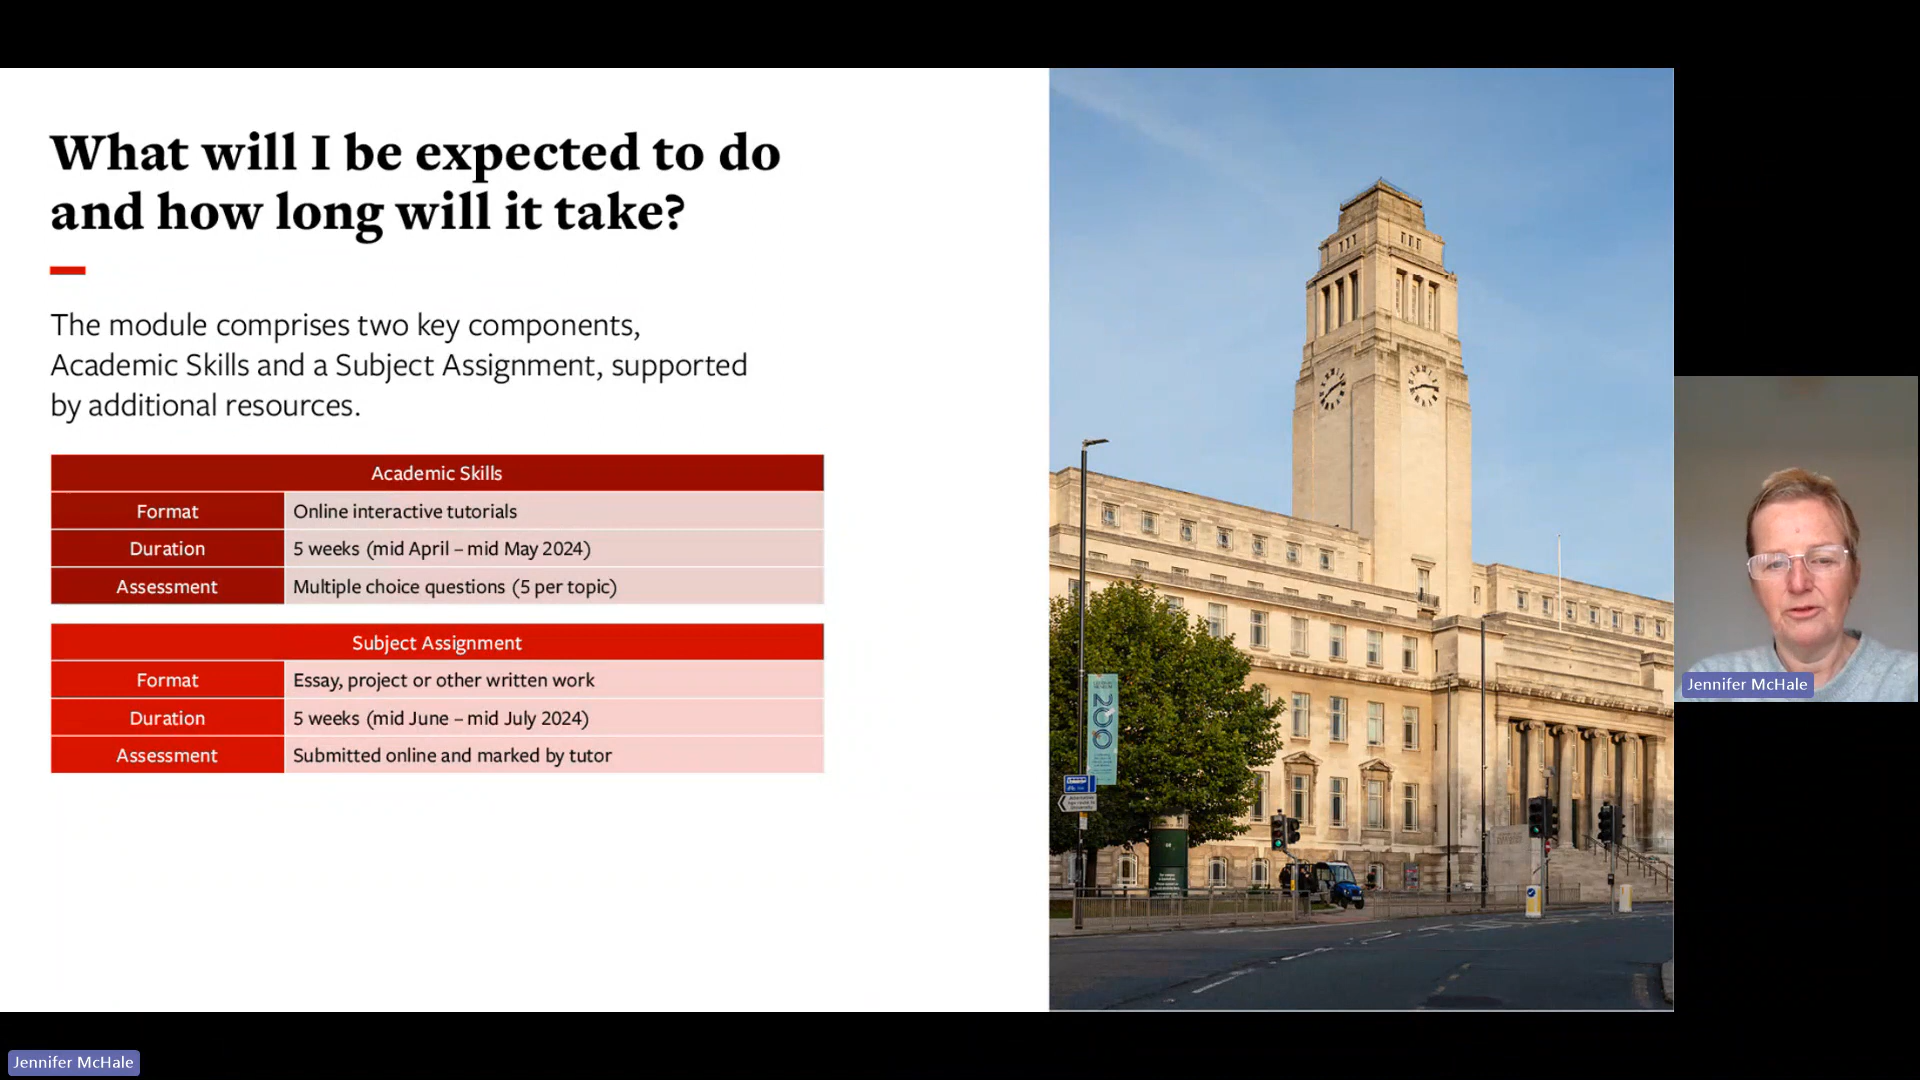 What will I be expected to do
and how long will it take?
The module comprises two key components,
Academic Skills and a Subject Assignment, supported
by additional resources.
Academic Skills
Format Online interactive tutorials
Duration 5 weeks (mid April – mid May 2024)
Assessment Multiple choice questions (5 per topic)
Subject Assignment
Format Essay, project or other written work
Duration 5 weeks (mid June – mid July 2024)
Assessment Submitted online and marked by tutor
200
Jennifer McHale
Jennifer McHale